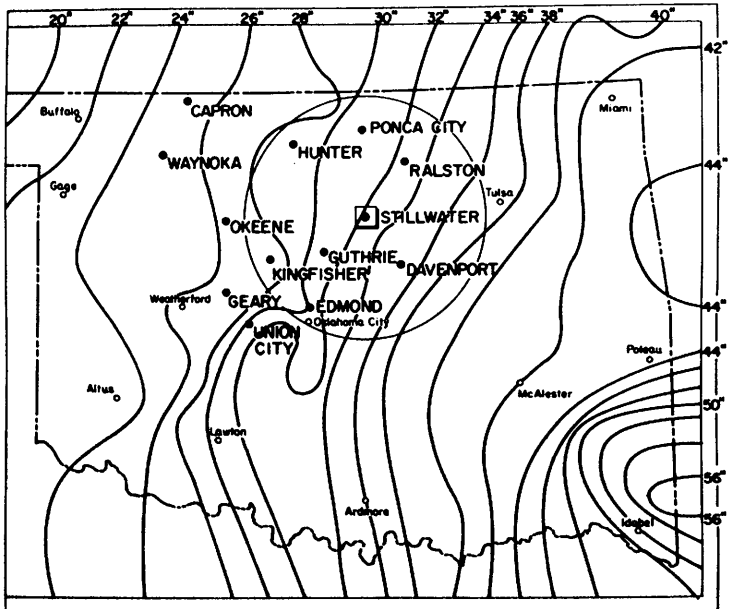 20" 22" 24" 26" 28" 30" 32" 34" 36" 38" 40"
42"
Buffalo
CAPRON
Miami
PONCA CITY
HUNTER
WAYNOKA
RALSTON
44"
Gage
Tulsa
OKEENE
STILLWATER
GUTHRIE
KINGFISHER
DAVENPORT
GEARY
Weatherford
EDMOND
44"
Oklahoma City
UNION
CITY
44"
Poteau
McAlester
Altus
50"
Lawton
56"
Ardmore
Idabel
56"